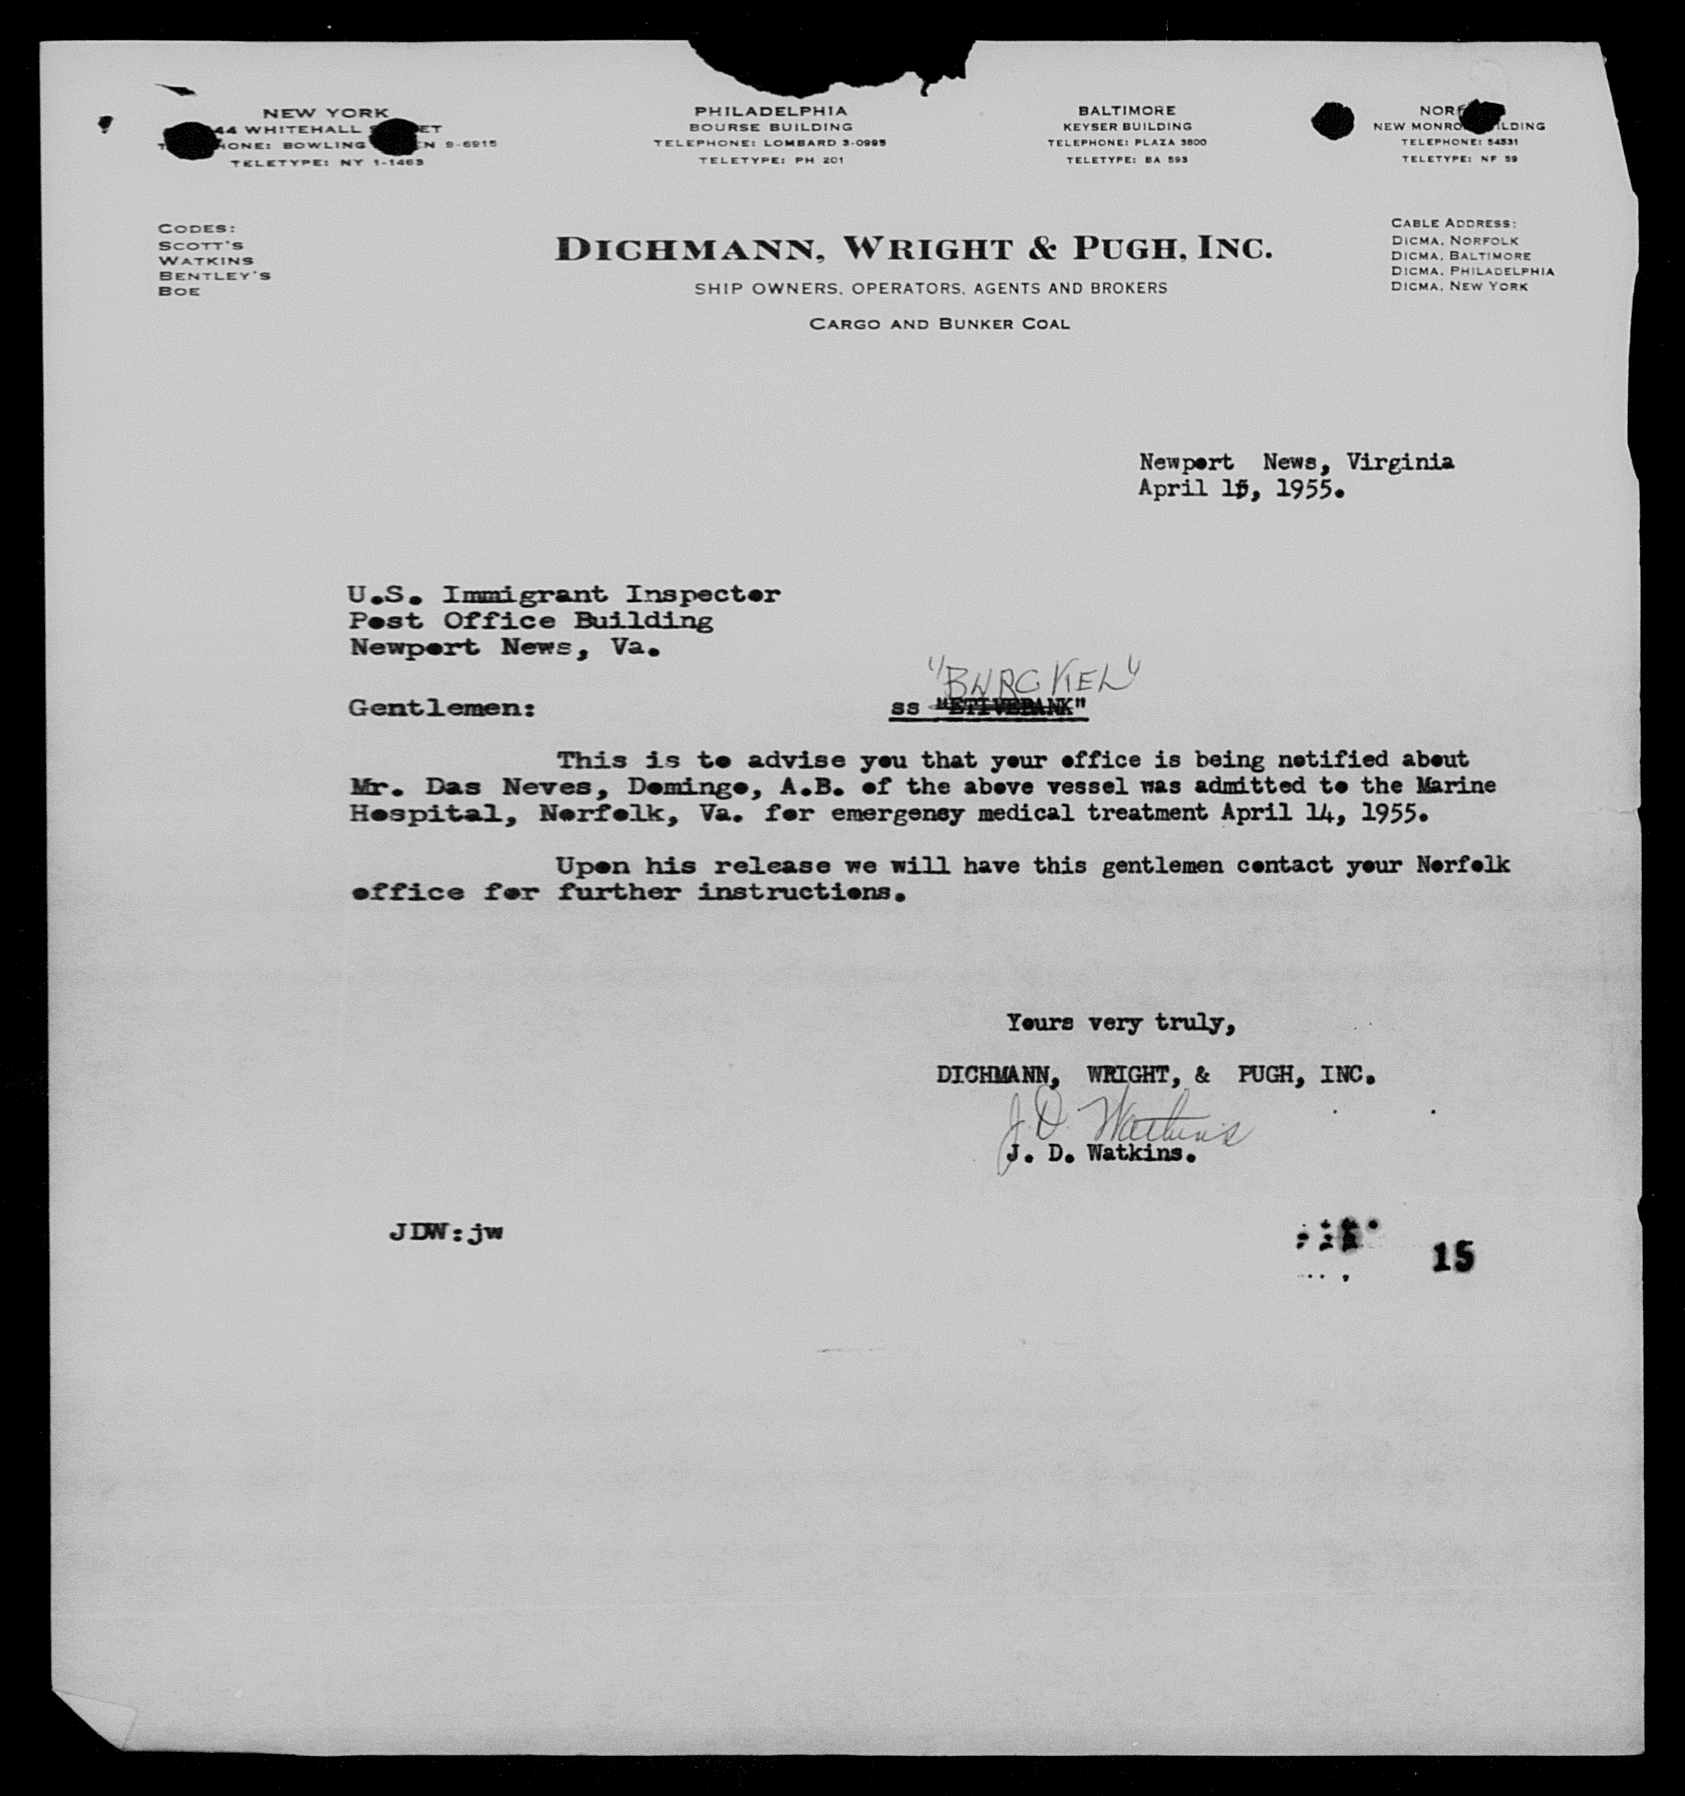 NEW YORK
44 WHITEHALL
BOWLING 9-6915
TELETYPE: NY 1-1463
PHILADELPHIA
BOURSE BUILDING
TELEPHONE: LOMBARD 3-0995
TELETYPE: PH 201
BALTIMORE
KEYSER BUILDING
TELEPHONE: PLAZA 3800
TELETYPE: BA 593
NEW MONRO
TELEPHONE: 54531
TELETYPE: NF 59
CODES:
SCOTT'S
WATKINS
BENTLEY'S
BOE
DICHMANN, WRIGHT & PUGH, INC.
SHIP OWNERS, OPERATORS, AGENTS AND BROKERS
CARGO AND BUNKER COAL
CABLE ADDRESS:
DICMA, NORFOLK
DICMA, BALTIMORE
DICMA, PHILADELPHIA
DICMA, NEW YORK
Newport News, Virginia
April 15, 1955.
U.S. Immigrant Inspector
Post Office Building
Newport News, Va.
"BURGKIEL"
Gentlemen: ss "ETIVEBANK"
This is to advise you that your office is being notified about
Mr. Das Neves, Domingo, A.B. of the above vessel was admitted to the Marine
Hospital, Norfolk, Va. for emergency medical treatment April 14, 1955.
Upon his release we will have this gentlemen contact your Norfolk
office for further instructions.
Yours very truly,
DICHMANN, WRIGHT, & PUGH, INC.
J. D. Watkins
J. D. Watkins.
JDW:jw
15